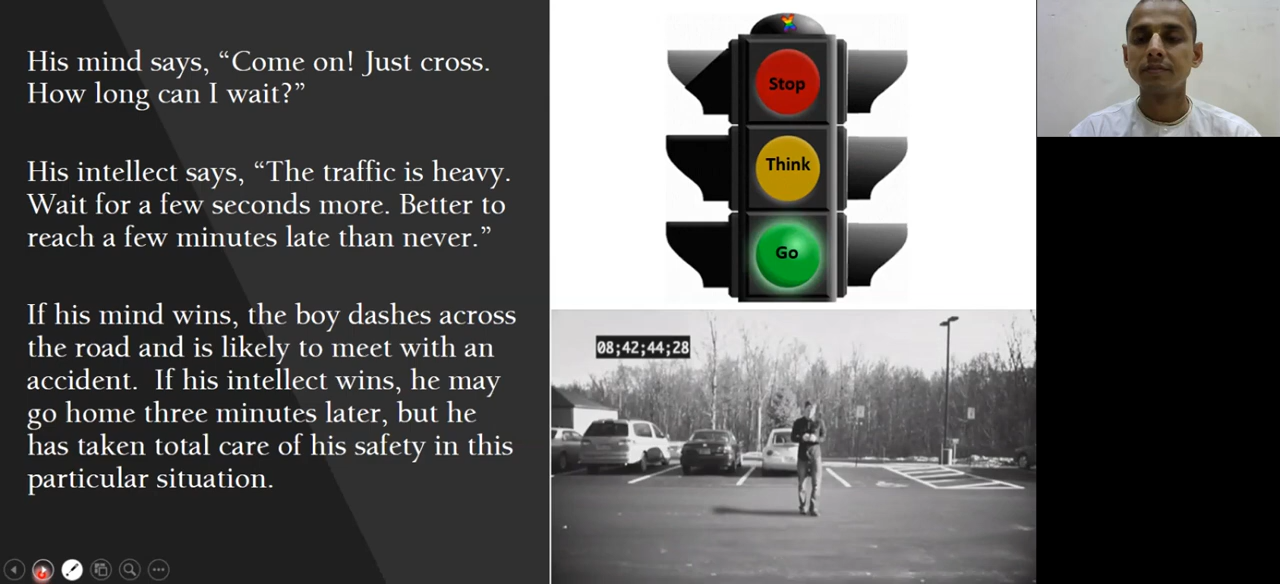 His mind says, “Come on! Just cross.
How long can I wait?”
His intellect says, “The traffic is heavy.
Wait for a few seconds more. Better to
reach a few minutes late than never.”
If his mind wins, the boy dashes across
the road and is likely to meet with an
accident.  If his intellect wins, he may
go home three minutes later, but he
has taken total care of his safety in this
particular situation.
Stop
Think
Go
08;42;44;28